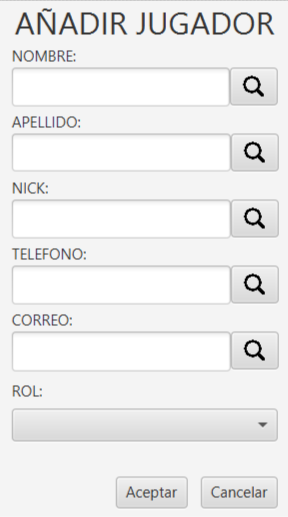 AÑADIR JUGADOR
NOMBRE:
APELLIDO:
NICK:
TELEFONO:
CORREO:
ROL:
Aceptar Cancelar